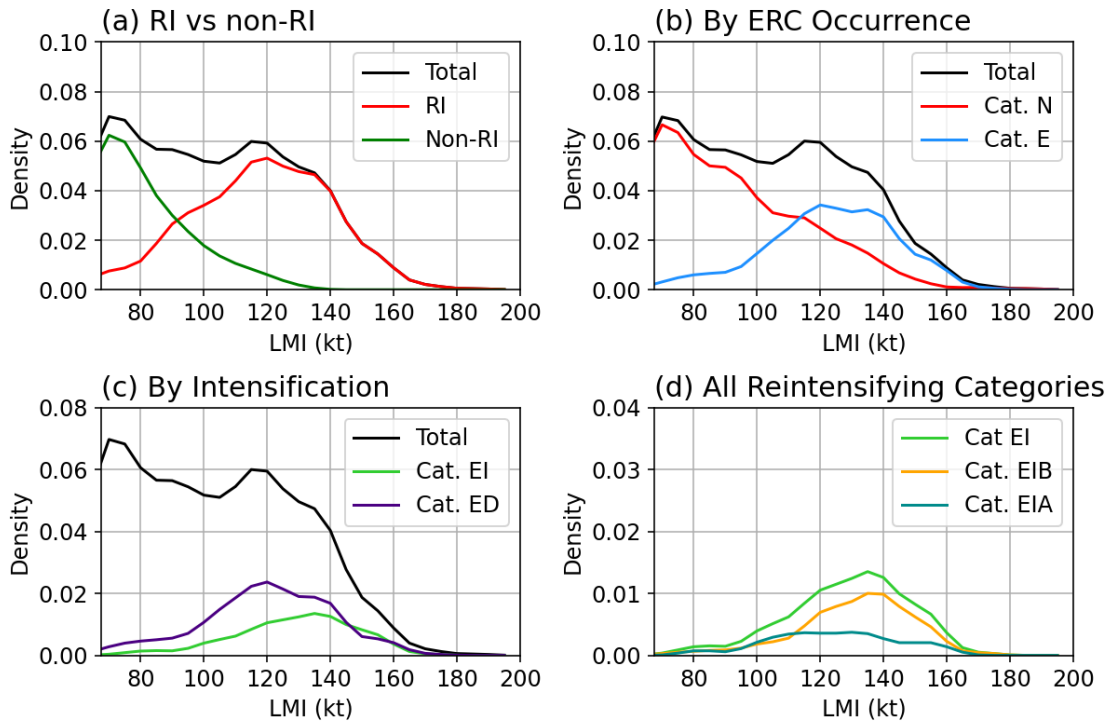 (a) RI vs non-RI
0.10
0.08
0.06
0.04
0.02
0.00
Density
Total
RI
Non-RI
80 100 120 140 160 180 200
LMI (kt)
(b) By ERC Occurrence
0.10
0.08
0.06
0.04
0.02
0.00
Density
Total
Cat. N
Cat. E
80 100 120 140 160 180 200
LMI (kt)
(c) By Intensification
0.08
0.06
0.04
0.02
0.00
Density
Total
Cat. EI
Cat. ED
80 100 120 140 160 180 200
LMI (kt)
(d) All Reintensifying Categories
0.04
0.03
0.02
0.01
0.00
Density
Cat EI
Cat. EIB
Cat. EIA
80 100 120 140 160 180 200
LMI (kt)